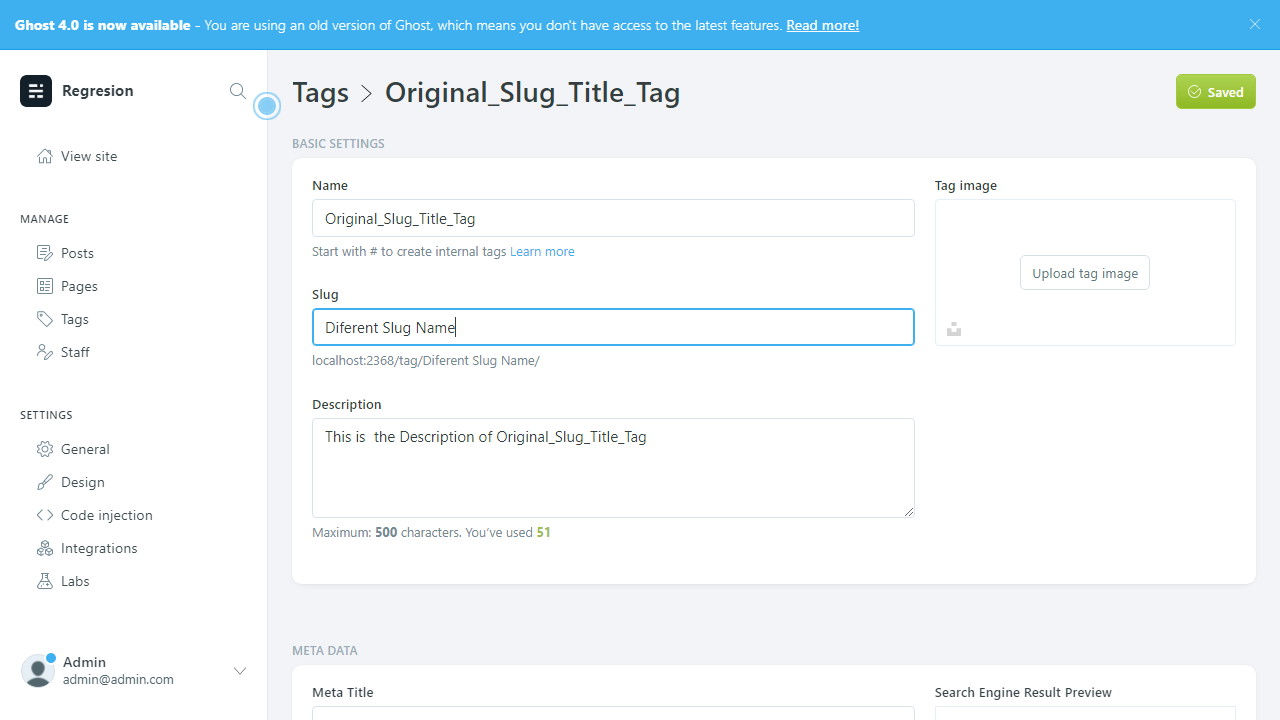 Ghost 4.0 is now available - You are using an old version of Ghost, which means you don't have access to the latest features. Read more!
Regresion
View site
MANAGE
Posts
Pages
Tags
Staff
SETTINGS
General
Design
Code injection
Integrations
Labs
Admin
admin@admin.com
Tags > Original_Slug_Title_Tag
Saved
BASIC SETTINGS
Name
Original_Slug_Title_Tag
Start with # to create internal tags Learn more
Slug
Diferent Slug Name
localhost:2368/tag/Diferent Slug Name/
Description
This is  the Description of Original_Slug_Title_Tag
Maximum: 500 characters. You’ve used 51
Tag image
Upload tag image
META DATA
Meta Title
Search Engine Result Preview